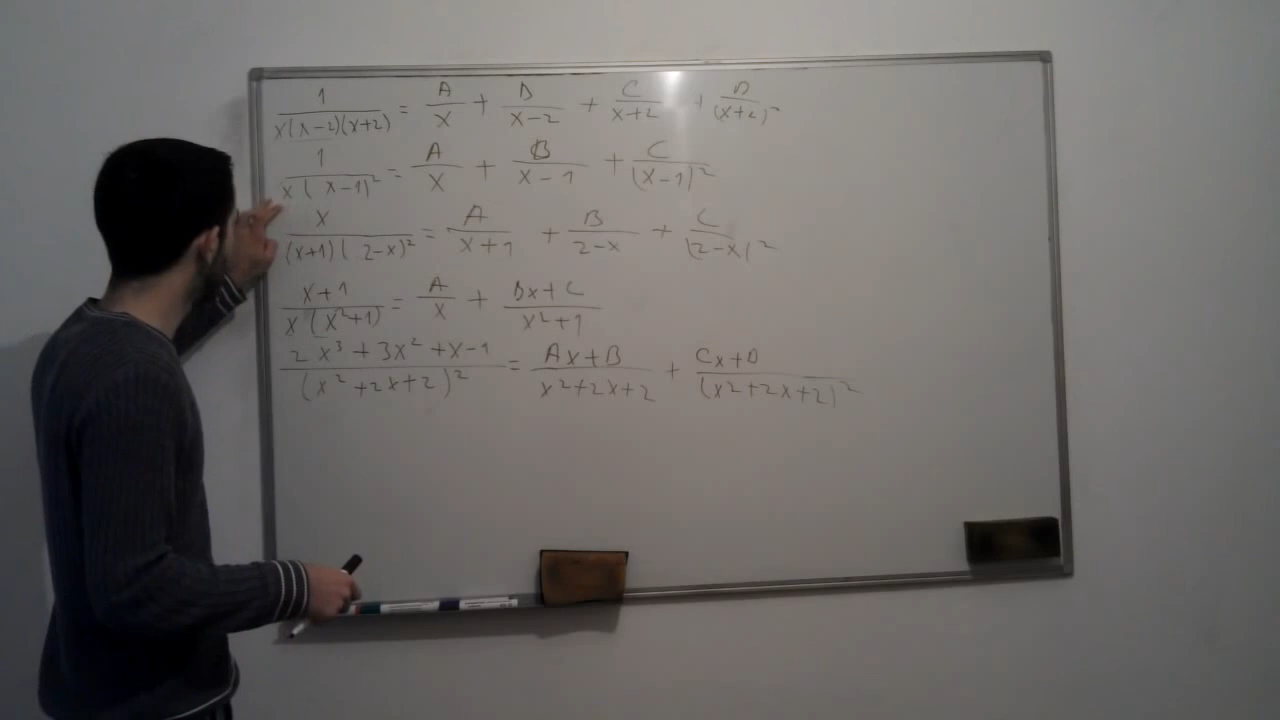 1/(x(x-2)(x+2)) = A/x + B/(x-2) + C/(x+2) + D/(x+2)²
1/(x(x-1)²) = A/x + B/(x-1) + C/(x-1)²
x/((x+1)(2-x)²) = A/(x+1) + B/(2-x) + C/(2-x)²
(x+1)/(x(x²+1)) = A/x + (Bx+C)/(x²+1)
(2x³+3x²+x-1)/(x²+2x+2)² = (Ax+B)/(x²+2x+2) + (Cx+D)/(x²+2x+2)²